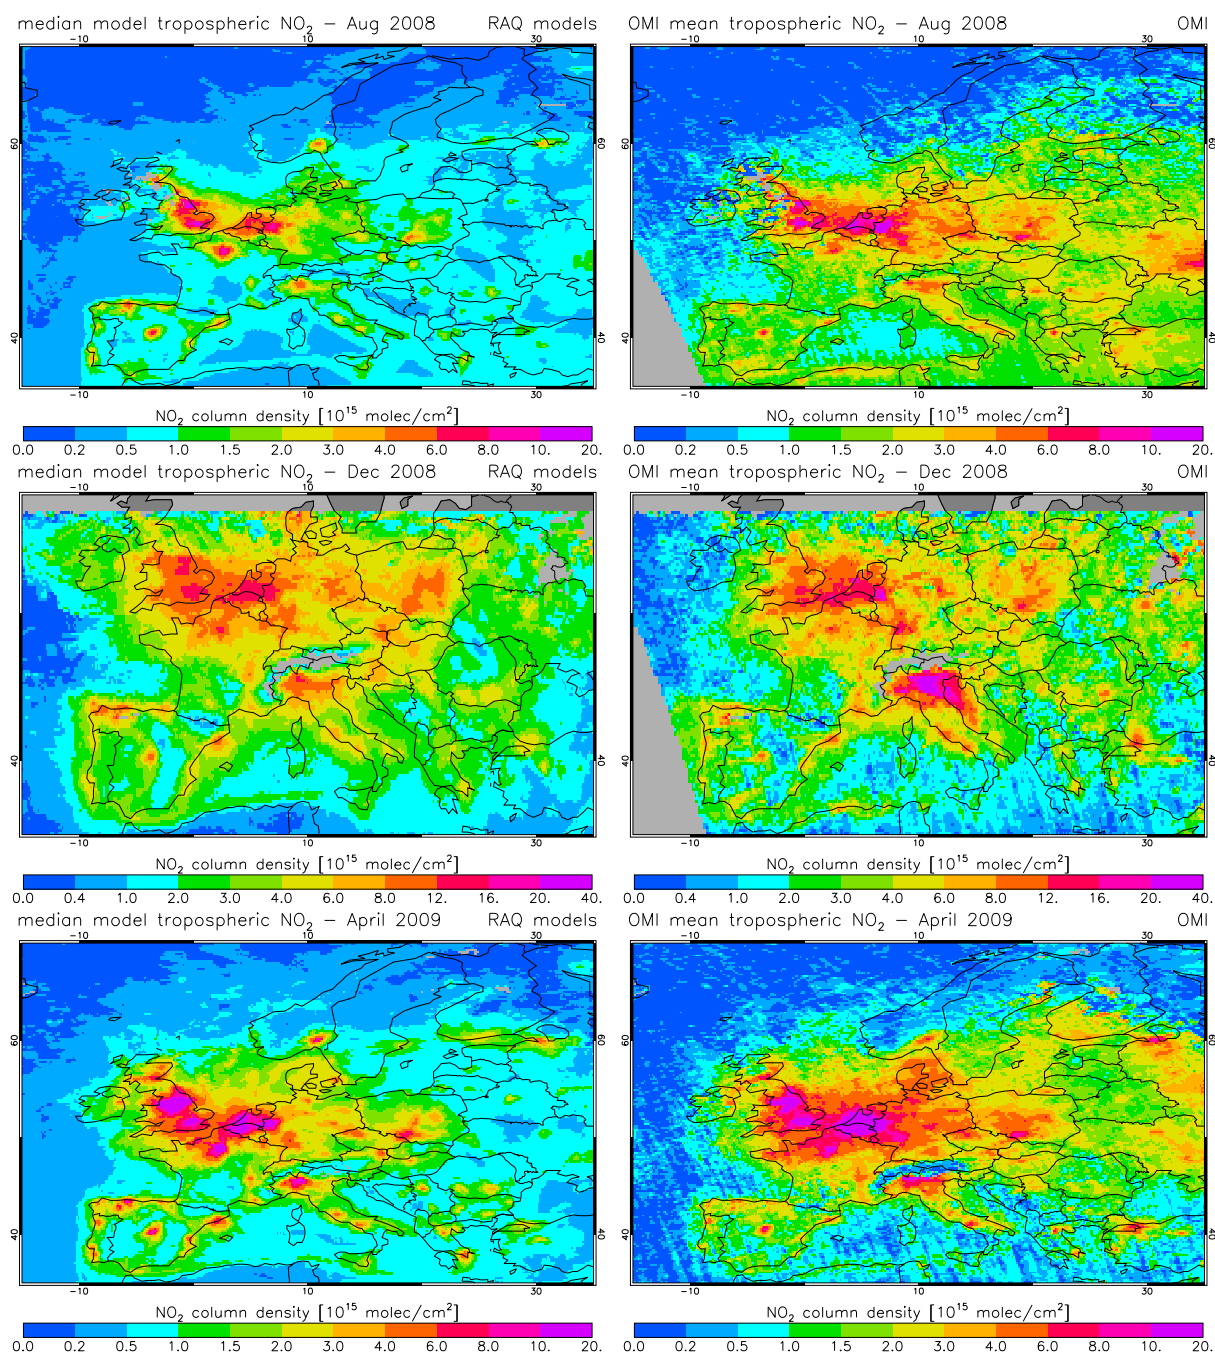 median model tropospheric NO2 – Aug 2008 RAQ models
OMI mean tropospheric NO2 – Aug 2008 OMI
−10 10 30
−10 10 30
60 60 60 60
40 40 40 40
−10 10 30
−10 10 30
NO2 column density [10^15 molec/cm^2]
NO2 column density [10^15 molec/cm^2]
0.0 0.2 0.5 1.0 1.5 2.0 3.0 4.0 6.0 8.0 10. 20.
0.0 0.2 0.5 1.0 1.5 2.0 3.0 4.0 6.0 8.0 10. 20.
median model tropospheric NO2 – Dec 2008 RAQ models
OMI mean tropospheric NO2 – Dec 2008 OMI
−10 10 30
−10 10 30
40 40 40 40
−10 10 30
−10 10 30
NO2 column density [10^15 molec/cm^2]
NO2 column density [10^15 molec/cm^2]
0.0 0.4 1.0 2.0 3.0 4.0 6.0 8.0 12. 16. 20. 40.
0.0 0.4 1.0 2.0 3.0 4.0 6.0 8.0 12. 16. 20. 40.
median model tropospheric NO2 – April 2009 RAQ models
OMI mean tropospheric NO2 – April 2009 OMI
−10 10 30
−10 10 30
60 60 60 60
40 40 40 40
−10 10 30
−10 10 30
NO2 column density [10^15 molec/cm^2]
NO2 column density [10^15 molec/cm^2]
0.0 0.2 0.5 1.0 1.5 2.0 3.0 4.0 6.0 8.0 10. 20.
0.0 0.2 0.5 1.0 1.5 2.0 3.0 4.0 6.0 8.0 10. 20.